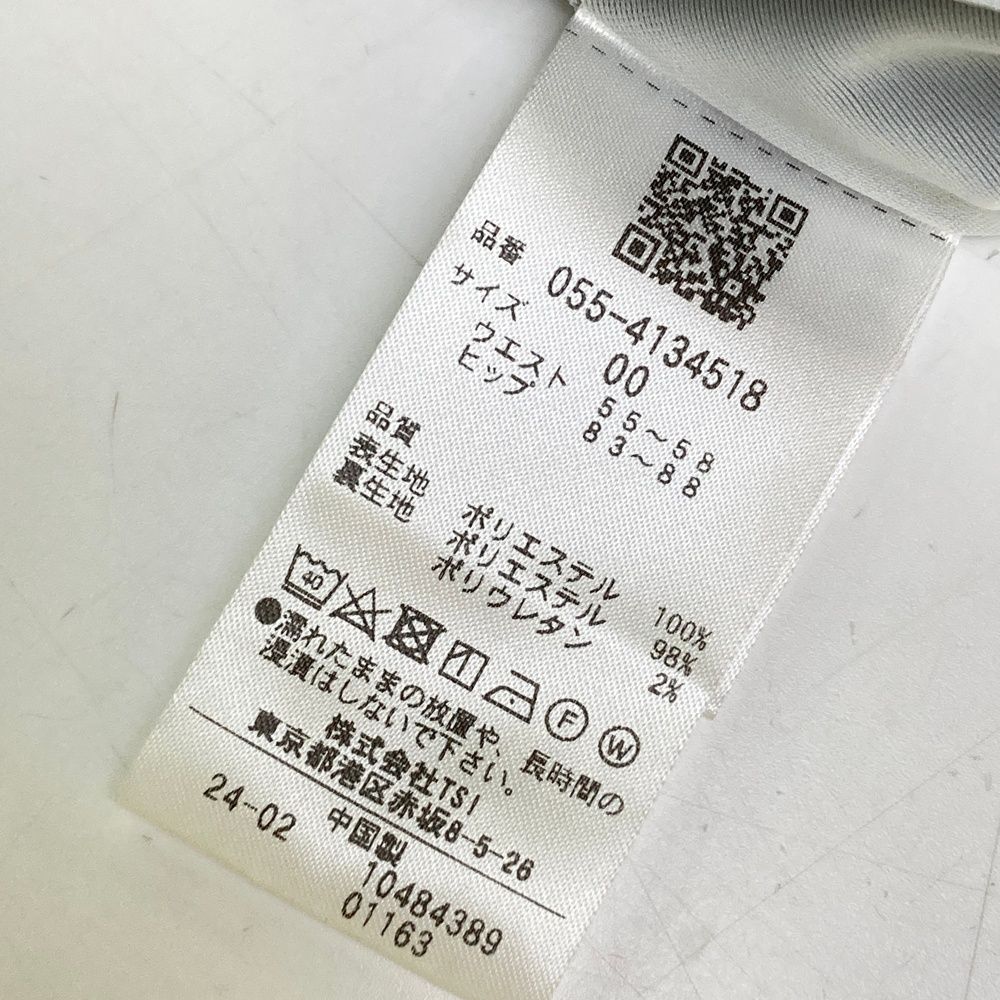 品番 055-4134518
サイズ 00
ウエスト 55～58
ヒップ 83～88
品質
表生地 ポリエステル 100%
裏生地 ポリエステル 98%
ポリウレタン 2%
40 F W
●濡れたままの放置や、長時間の
浸漬はしないで下さい。
株式会社TSI
東京都港区赤坂8-5-26
24-02 中国製
10484389
01163